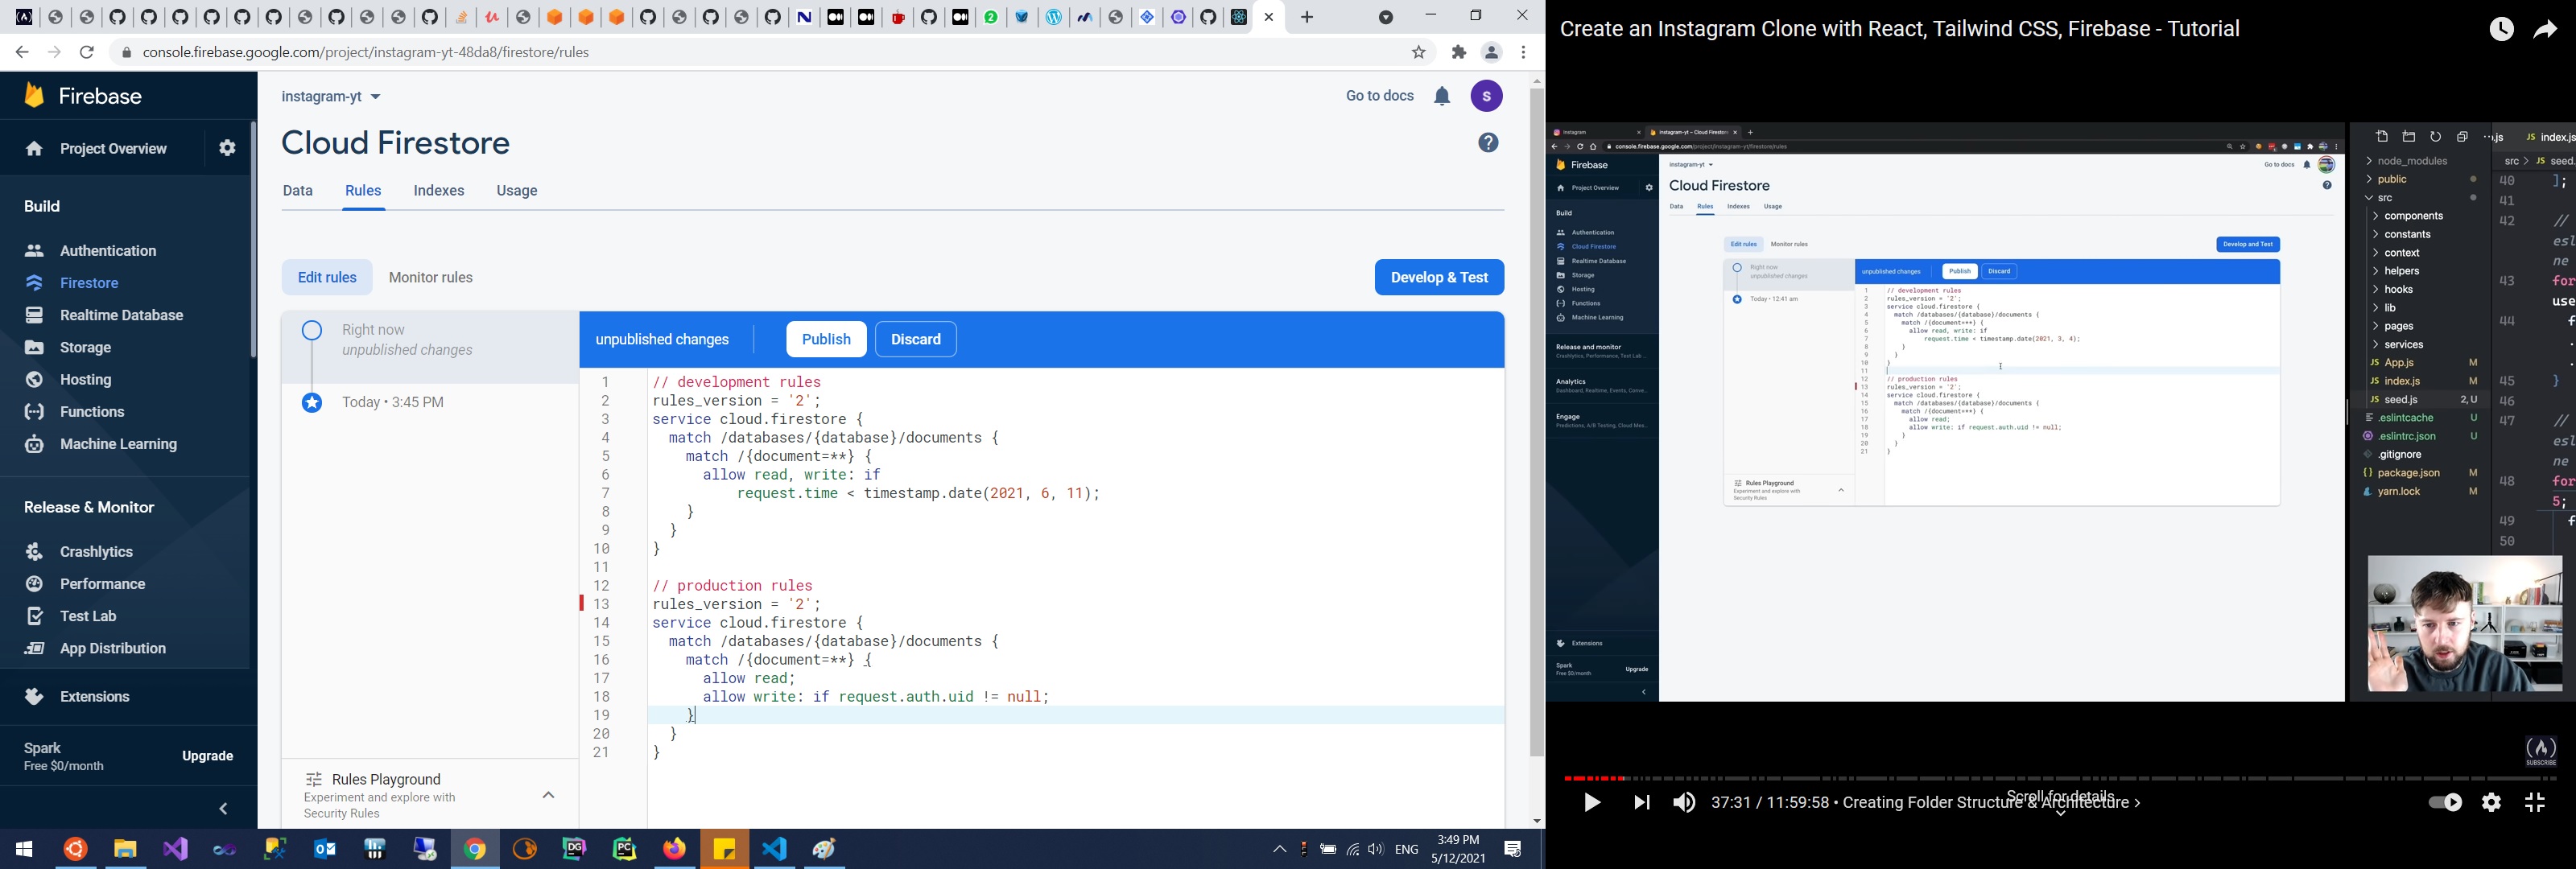 console.firebase.google.com/project/instagram-yt-48da8/firestore/rules
Firebase
Project Overview
Build
Authentication
Firestore
Realtime Database
Storage
Hosting
Functions
Machine Learning
Release & Monitor
Crashlytics
Performance
Test Lab
App Distribution
Extensions
Spark
Free $0/month
Upgrade
instagram-yt
Go to docs
S
Cloud Firestore
Data Rules Indexes Usage
Edit rules Monitor rules
Develop & Test
Right now
unpublished changes
Today • 3:45 PM
Rules Playground
Experiment and explore with
Security Rules
unpublished changes Publish Discard
1 // development rules
2 rules_version = '2';
3 service cloud.firestore {
4 match /databases/{database}/documents {
5 match /{document=**} {
6 allow read, write: if
7 request.time < timestamp.date(2021, 6, 11);
8 }
9 }
10 }
11
12 // production rules
13 rules_version = '2';
14 service cloud.firestore {
15 match /databases/{database}/documents {
16 match /{document=**} {
17 allow read;
18 allow write: if request.auth.uid != null;
19 }
20 }
21 }
ENG
3:49 PM
5/12/2021
Create an Instagram Clone with React, Tailwind CSS, Firebase - Tutorial
Instagram
instagram-yt – Cloud Firestore
console.firebase.google.com/project/instagram-yt/firestore/rules
Firebase
Project Overview
Build
Authentication
Cloud Firestore
Realtime Database
Storage
Hosting
Functions
Machine Learning
Release and monitor
Crashlytics, Performance, Test Lab ...
Analytics
Dashboard, Realtime, Events, Conve...
Engage
Predictions, A/B Testing, Cloud Mes...
Extensions
Spark
Free $0/month
Upgrade
instagram-yt
Go to docs
Cloud Firestore
Data Rules Indexes Usage
Edit rules Monitor rules
Develop and Test
Right now
unpublished changes
Today • 12:41 am
Rules Playground
Experiment and explore with
Security Rules
unpublished changes Publish Discard
1 // development rules
2 rules_version = '2';
3 service cloud.firestore {
4 match /databases/{database}/documents {
5 match /{document=**} {
6 allow read, write: if
7 request.time < timestamp.date(2021, 3, 4);
8 }
9 }
10 }
11
12 // production rules
13 rules_version = '2';
14 service cloud.firestore {
15 match /databases/{database}/documents {
16 match /{document=**} {
17 allow read;
18 allow write: if request.auth.uid != null;
19 }
20 }
21 }
node_modules
public
src
components
constants
context
helpers
hooks
lib
pages
services
JS App.js M
JS index.js M
JS seed.js 2, U
.eslintcache U
.eslintrc.json U
.gitignore
{} package.json M
yarn.lock M
.js JS index.js
src > JS seed.
40 ];
41
42 //
esl
ne
43 for
use
44 f
45 }
46
47 //
esl
ne
48 for
5;
49 f
50
SUBSCRIBE
37:31 / 11:59:58 • Creating Folder Structure & Architecture >
Scroll for details